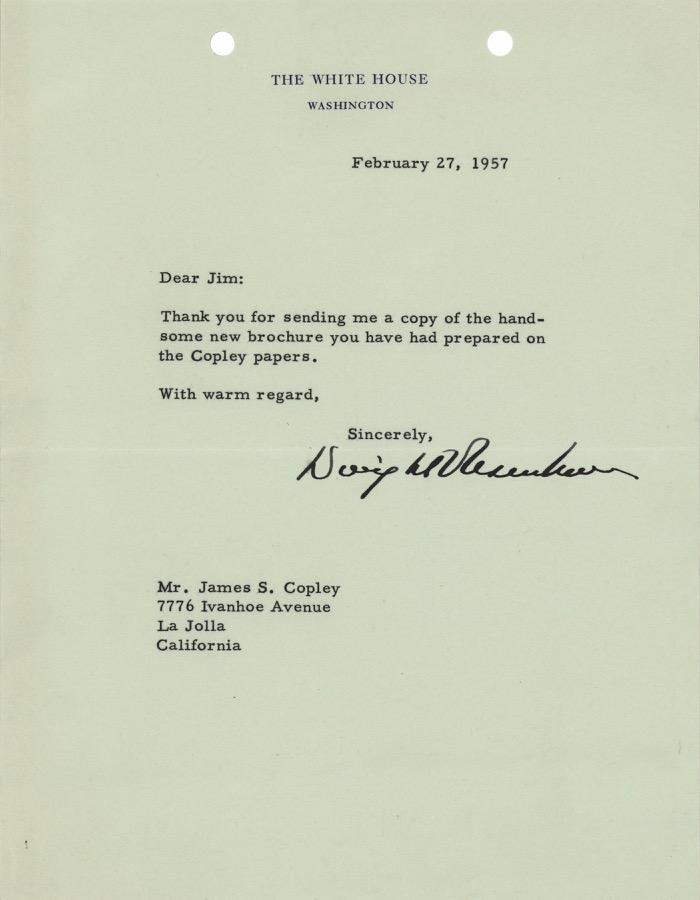 THE WHITE HOUSE
WASHINGTON
February 27, 1957
Dear Jim:
Thank you for sending me a copy of the hand-
some new brochure you have had prepared on
the Copley papers.
With warm regard,
Sincerely,
Dwight D Eisenhower
Mr. James S. Copley
7776 Ivanhoe Avenue
La Jolla
California